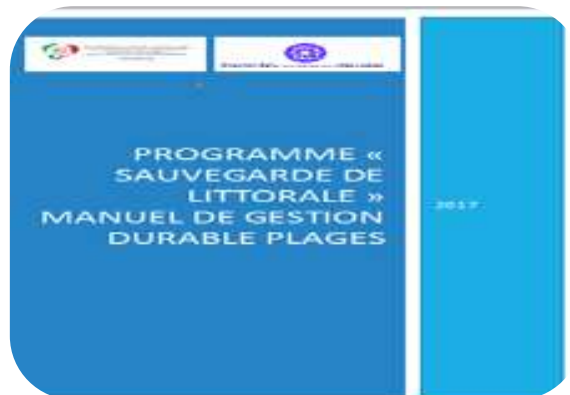 PROGRAMME «
SAUVEGARDE DE
LITTORALE »
MANUEL DE GESTION
DURABLE PLAGES
2017